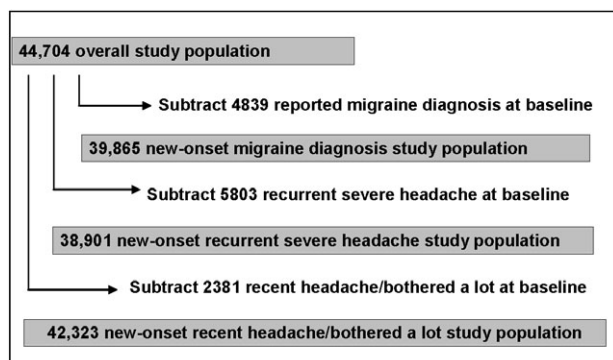 44,704 overall study population
Subtract 4839 reported migraine diagnosis at baseline
39,865 new-onset migraine diagnosis study population
Subtract 5803 recurrent severe headache at baseline
38,901 new-onset recurrent severe headache study population
Subtract 2381 recent headache/bothered a lot at baseline
42,323 new-onset recent headache/bothered a lot study population